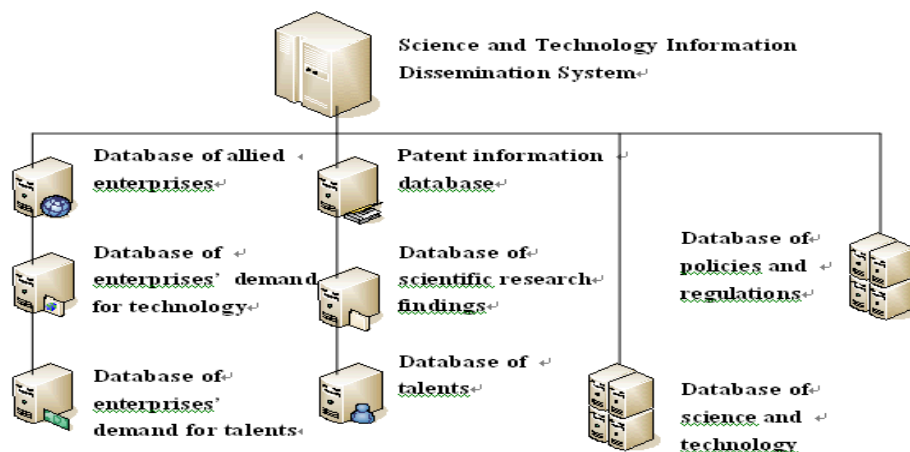 Science and Technology Information
Dissemination System↵
Database of allied
enterprises↵
Patent information ↵
database↵
Database of ↵
enterprises' demand
for technology↵
Database of↵
scientific research↵
findings↵
Database of↵
policies and ↵
regulations↵
Database of↵
enterprises'
demand for talents
Database of ↵
talents↵
Database of↵
science and ↵
technology